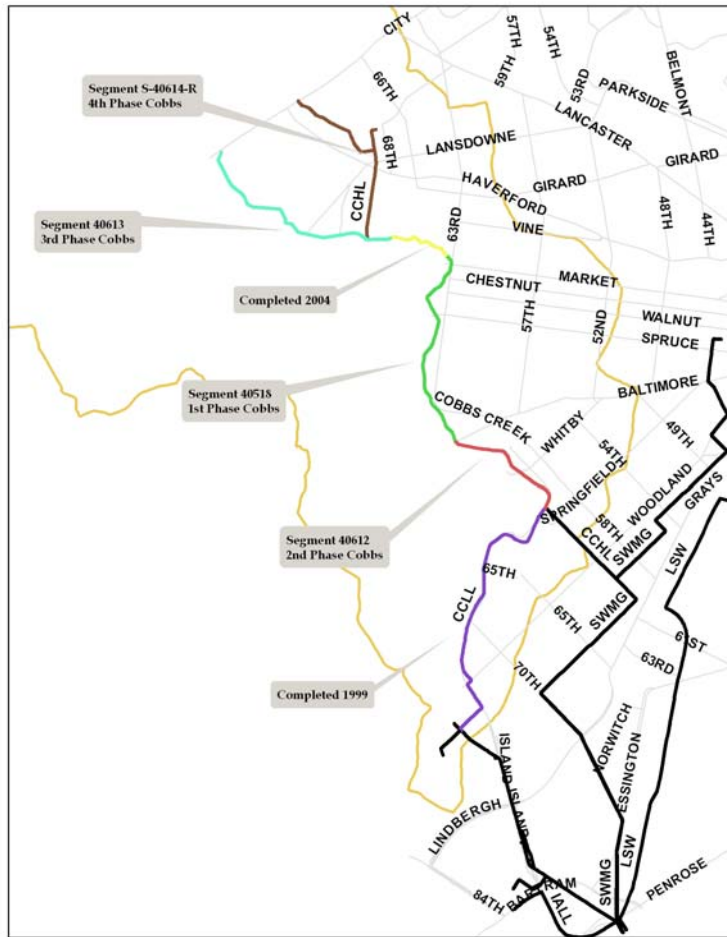 CITY
57TH
54TH
59TH
53RD
BELMONT
PARKSIDE
Segment S-40614-R
4th Phase Cobbs
66TH
68TH
LANSDOWNE
LANCASTER
GIRARD
HAVERFORD
GIRARD
CCHL
48TH
44TH
63RD
VINE
Segment 40613
3rd Phase Cobbs
MARKET
CHESTNUT
Completed 2004
57TH
52ND
WALNUT
SPRUCE
Segment 40518
1st Phase Cobbs
BALTIMORE
COBBS CREEK
WHITBY
54TH
49TH
SPRINGFIELD
WOODLAND
GRAYS
58TH
Segment 40612
2nd Phase Cobbs
CCHL
SWMG
LSW
65TH
CCLL
SWMG
65TH
61ST
63RD
70TH
Completed 1999
NORWITCH
ESSINGTON
ISLAND
ISLAND
LINDBERGH
LSW
SWMG
BARTRAM
PENROSE
84TH
IALL